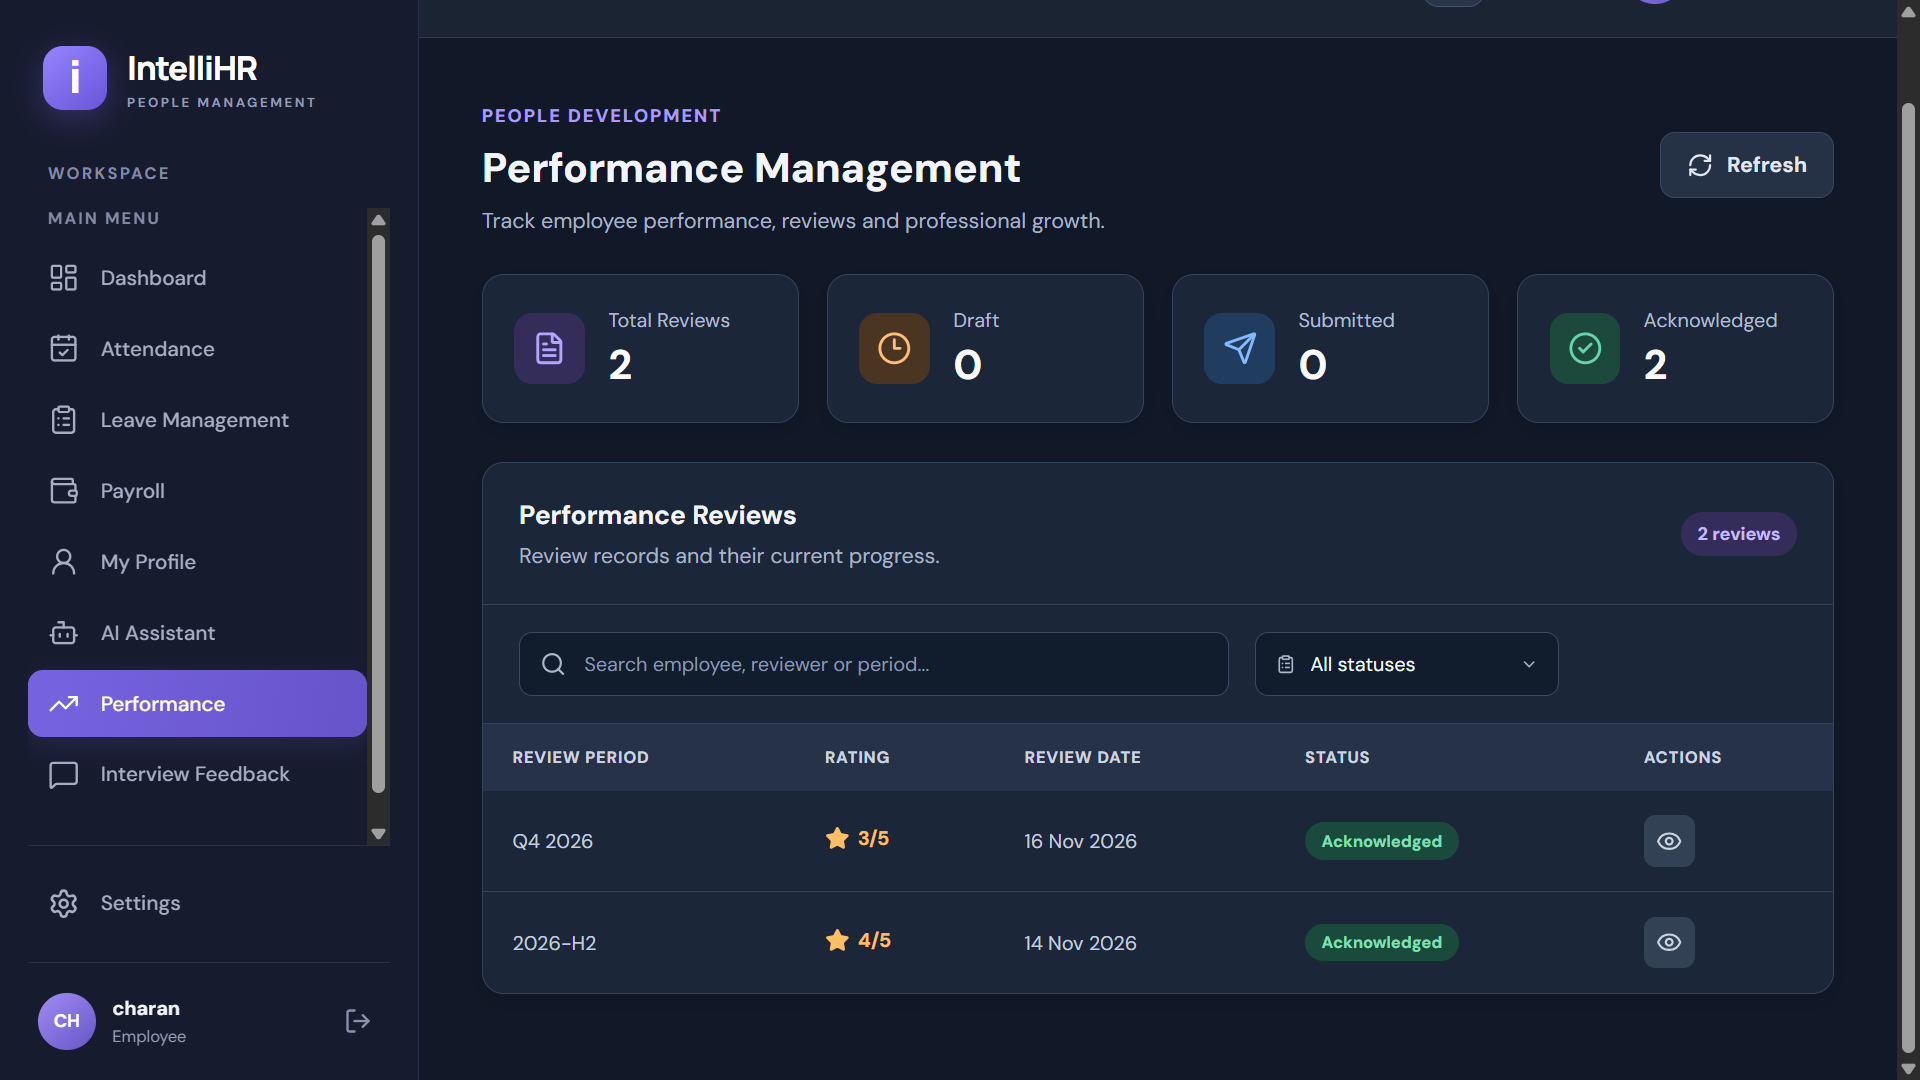 i
IntelliHR
PEOPLE MANAGEMENT
WORKSPACE
MAIN MENU
Dashboard
Attendance
Leave Management
Payroll
My Profile
AI Assistant
Performance
Interview Feedback
Settings
CH
charan
Employee
PEOPLE DEVELOPMENT
Performance Management
Track employee performance, reviews and professional growth.
Refresh
Total Reviews
2
Draft
0
Submitted
0
Acknowledged
2
Performance Reviews
Review records and their current progress.
2 reviews
Search employee, reviewer or period...
All statuses
REVIEW PERIOD RATING REVIEW DATE STATUS ACTIONS
Q4 2026 3/5 16 Nov 2026 Acknowledged
2026-H2 4/5 14 Nov 2026 Acknowledged